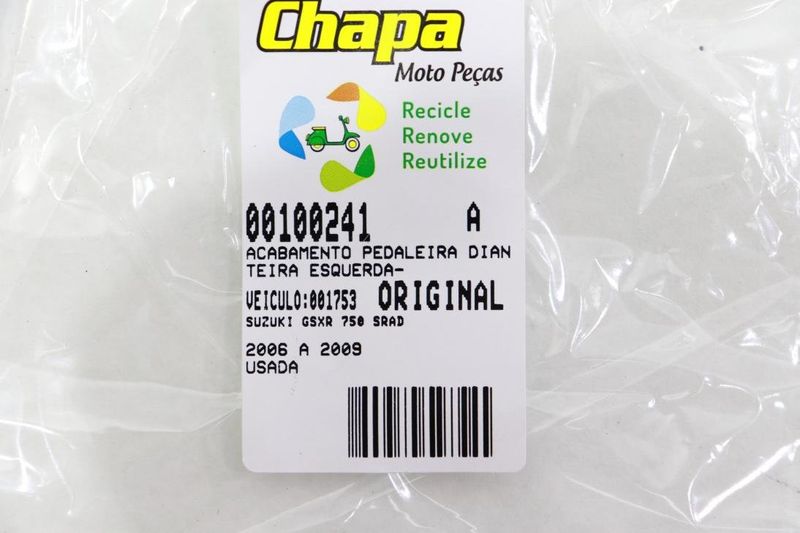 Chapa
Moto Peças
Recicle
Renove
Reutilize
00100241 A
ACABAMENTO PEDALEIRA DIAN
TEIRA ESQUERDA-
VEICULO:001753 ORIGINAL
SUZUKI GSXR 750 SRAD
2006 A 2009
USADA